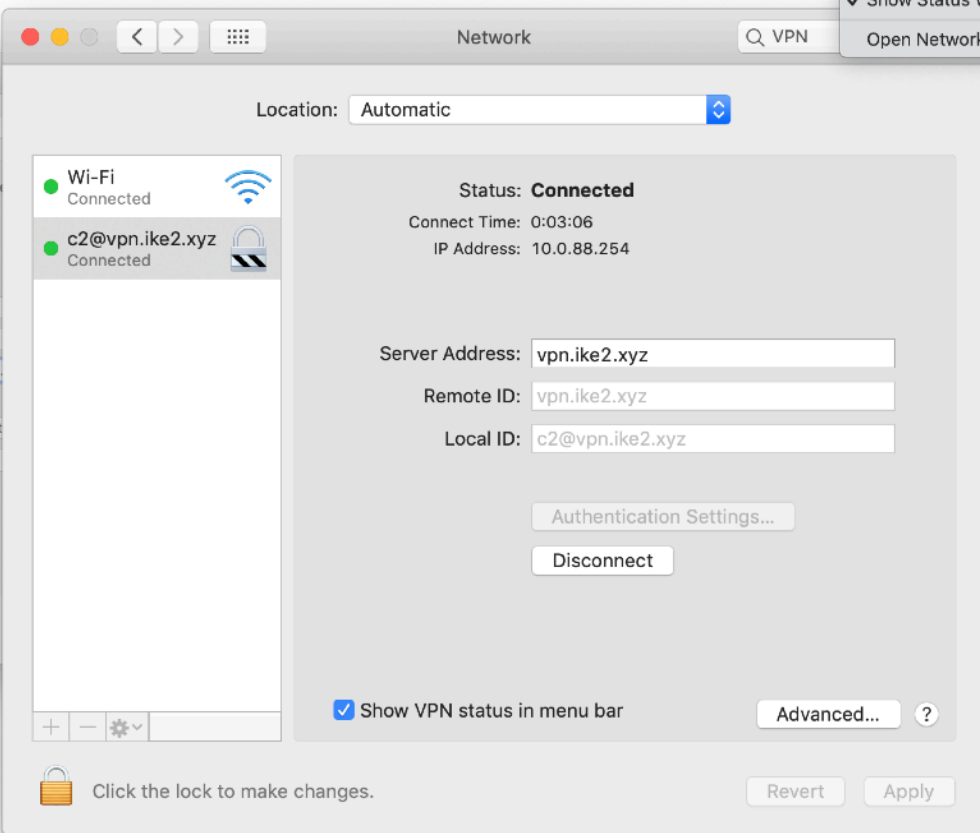 Show Status
Network
VPN
Open Network
Location: Automatic
Wi-Fi
Connected
c2@vpn.ike2.xyz
Connected
Status: Connected
Connect Time: 0:03:06
IP Address: 10.0.88.254
Server Address: vpn.ike2.xyz
Remote ID: vpn.ike2.xyz
Local ID: c2@vpn.ike2.xyz
Authentication Settings...
Disconnect
Show VPN status in menu bar
Advanced...
?
Click the lock to make changes.
Revert
Apply